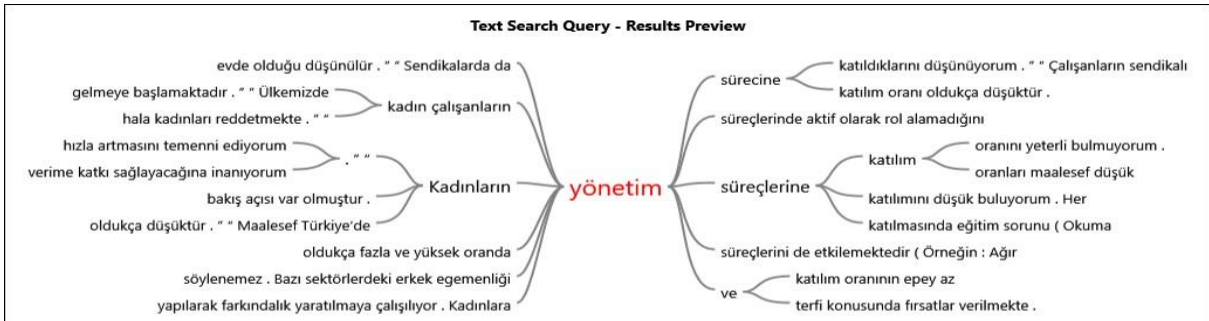 Text Search Query - Results Preview
evde olduğu düşünülür . " " Sendikalarda da
gelmeye başlamaktadır . " " Ülkemizde
hala kadınları reddetmekte . " "
kadın çalışanların
hızla artmasını temenni ediyorum
verime katkı sağlayacağına inanıyorum
. " "
bakış açısı var olmuştur .
oldukça düşüktür . " " Maalesef Türkiye'de
Kadınların
oldukça fazla ve yüksek oranda
söylenemez . Bazı sektörlerdeki erkek egemenliği
yapılarak farkındalık yaratılmaya çalışılıyor . Kadınlara
yönetim
sürecine
katıldıklarını düşünüyorum . " " Çalışanların sendikalı
katılım oranı oldukça düşüktür .
süreçlerinde aktif olarak rol alamadığını
süreçlerine
katılım
oranını yeterli bulmuyorum .
oranları maalesef düşük
katılımını düşük buluyorum . Her
katılmasında eğitim sorunu ( Okuma
süreçlerini de etkilemektedir ( Örneğin : Ağır
ve
katılım oranının epey az
terfi konusunda fırsatlar verilmekte .